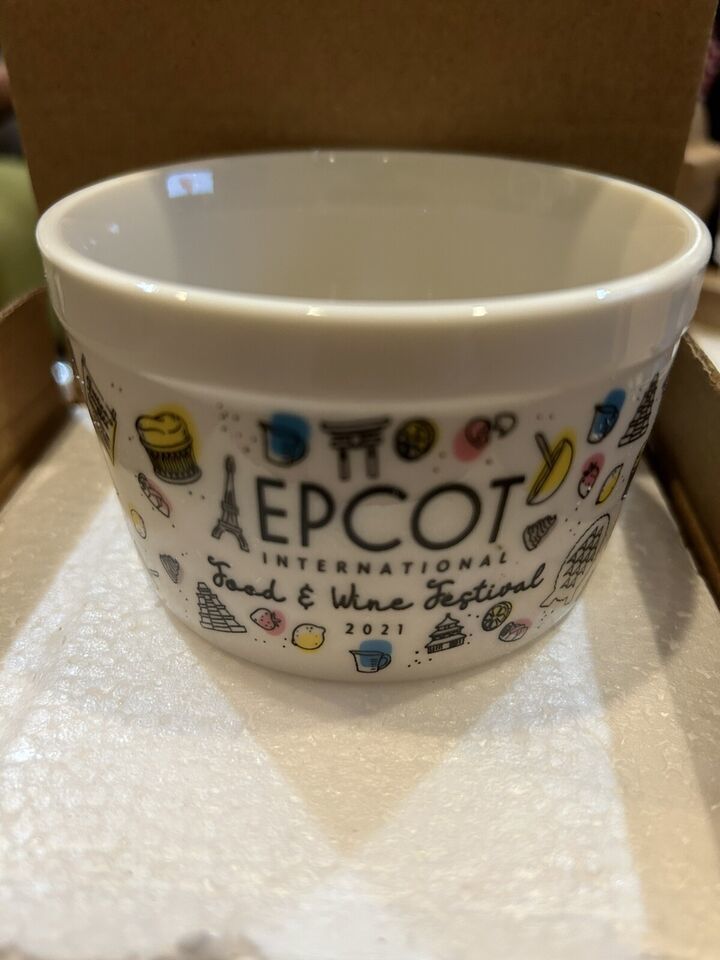 EPCOT
INTERNATIONAL
Food & Wine Festival
2021